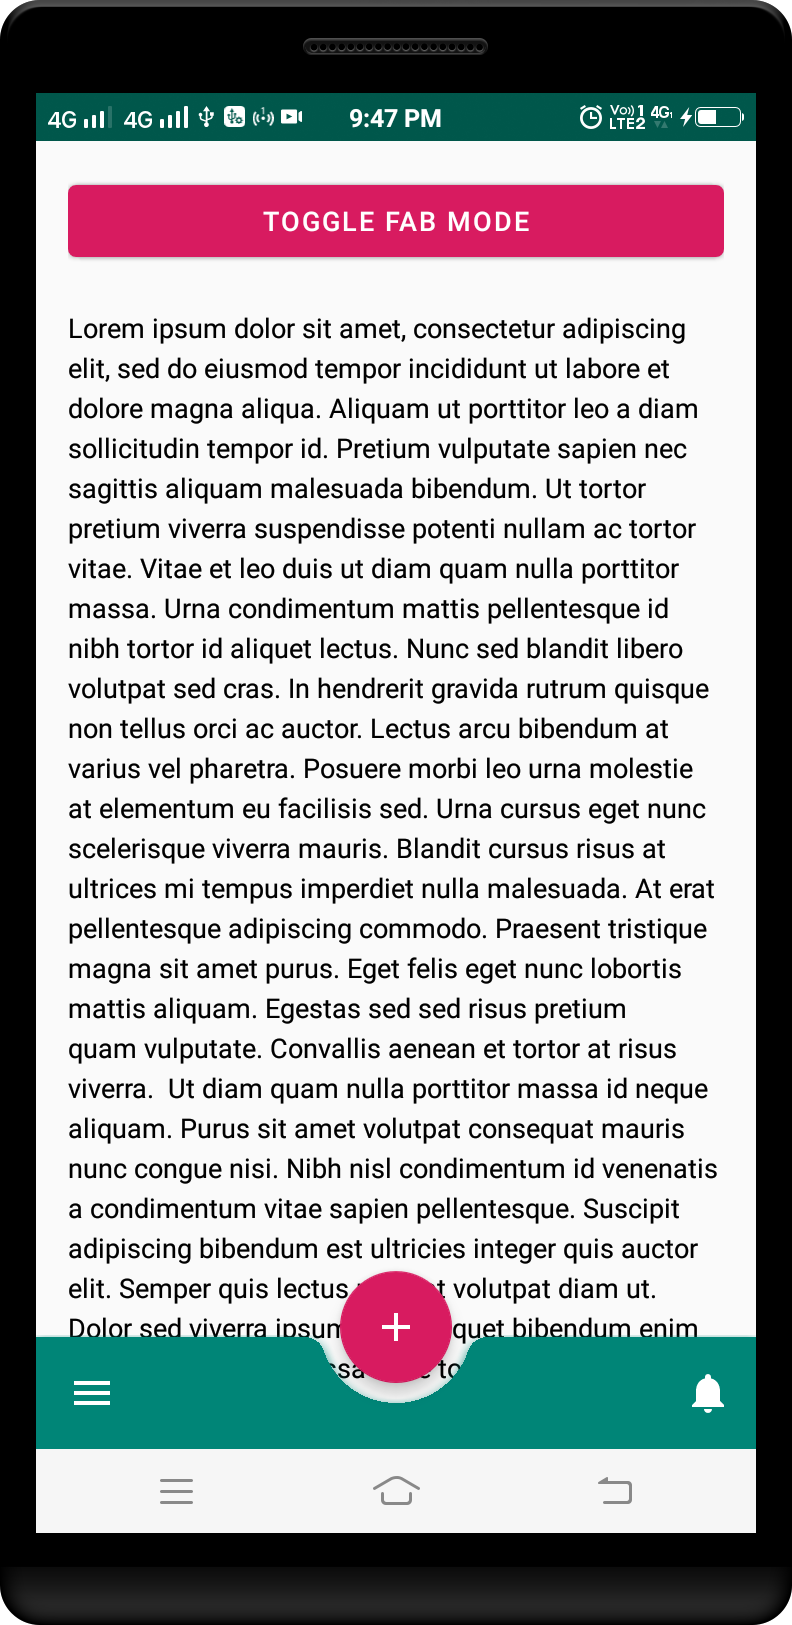 4G 4G 9:47 PM Vo)) 1 LTE2 4G
TOGGLE FAB MODE
Lorem ipsum dolor sit amet, consectetur adipiscing
elit, sed do eiusmod tempor incididunt ut labore et
dolore magna aliqua. Aliquam ut porttitor leo a diam
sollicitudin tempor id. Pretium vulputate sapien nec
sagittis aliquam malesuada bibendum. Ut tortor
pretium viverra suspendisse potenti nullam ac tortor
vitae. Vitae et leo duis ut diam quam nulla porttitor
massa. Urna condimentum mattis pellentesque id
nibh tortor id aliquet lectus. Nunc sed blandit libero
volutpat sed cras. In hendrerit gravida rutrum quisque
non tellus orci ac auctor. Lectus arcu bibendum at
varius vel pharetra. Posuere morbi leo urna molestie
at elementum eu facilisis sed. Urna cursus eget nunc
scelerisque viverra mauris. Blandit cursus risus at
ultrices mi tempus imperdiet nulla malesuada. At erat
pellentesque adipiscing commodo. Praesent tristique
magna sit amet purus. Eget felis eget nunc lobortis
mattis aliquam. Egestas sed sed risus pretium
quam vulputate. Convallis aenean et tortor at risus
viverra.  Ut diam quam nulla porttitor massa id neque
aliquam. Purus sit amet volutpat consequat mauris
nunc congue nisi. Nibh nisl condimentum id venenatis
a condimentum vitae sapien pellentesque. Suscipit
adipiscing bibendum est ultricies integer quis auctor
elit. Semper quis lectus volutpat diam ut.
Dolor sed viverra ipsum bibendum enim